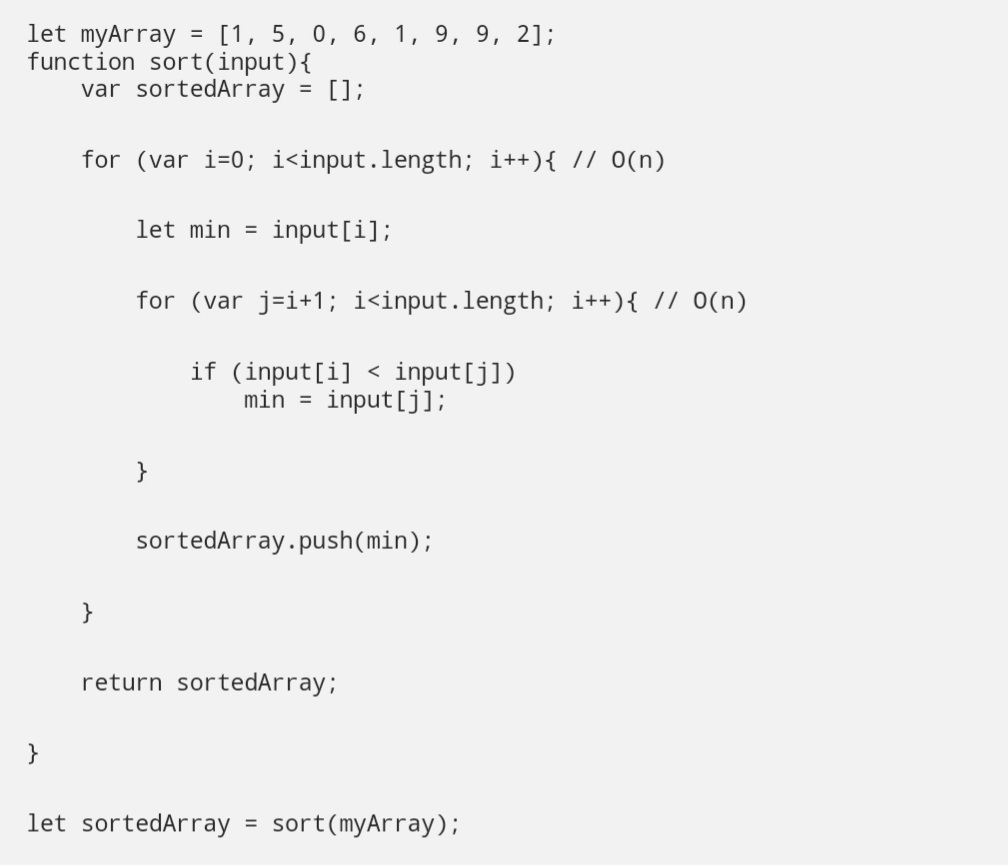 let myArray = [1, 5, 0, 6, 1, 9, 9, 2];
function sort(input){
    var sortedArray = [];
    for (var i=0; i<input.length; i++){ // O(n)
        let min = input[i];
        for (var j=i+1; i<input.length; i++){ // O(n)
            if (input[i] < input[j])
                min = input[j];
        }
        sortedArray.push(min);
    }
    return sortedArray;
}
let sortedArray = sort(myArray);